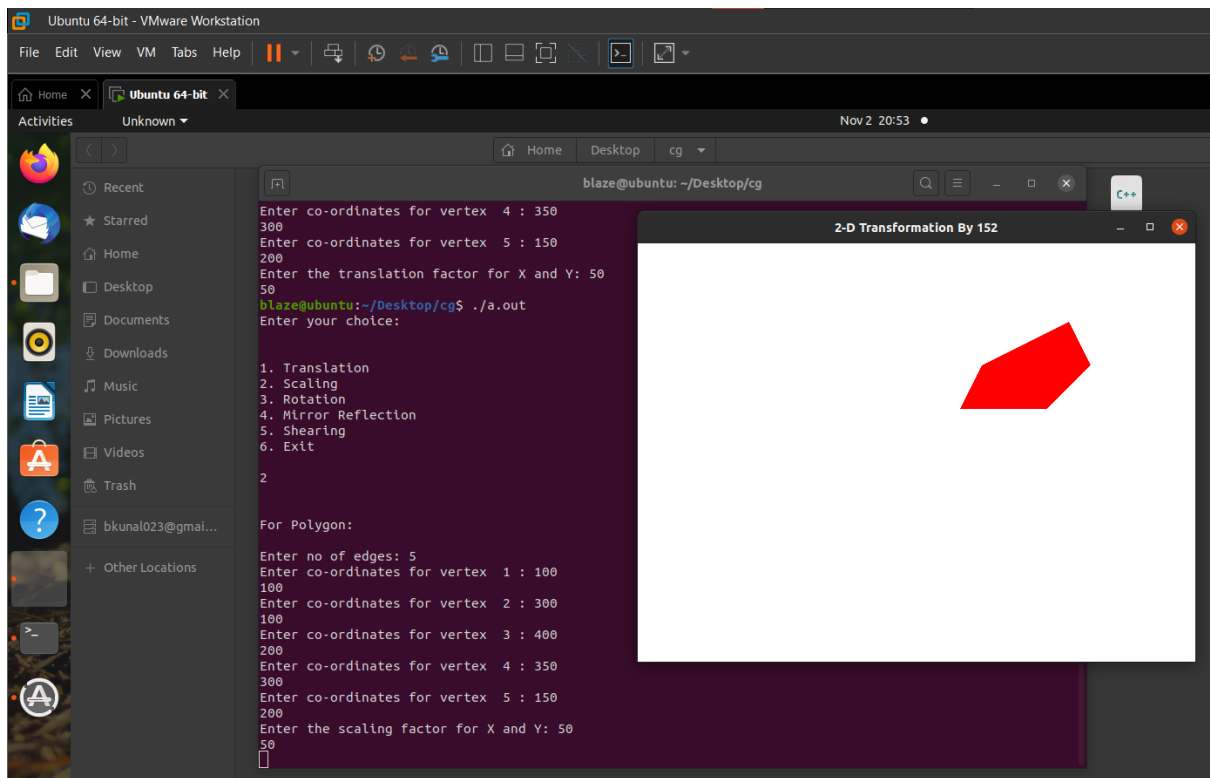 Ubuntu 64-bit - VMware Workstation
File Edit View VM Tabs Help
Home
Ubuntu 64-bit
Activities
Unknown
Nov 2 20:53
Home Desktop cg
Recent
Starred
Home
Desktop
Documents
Downloads
Music
Pictures
Videos
Trash
bkunal023@gmai...
+ Other Locations
blaze@ubuntu: ~/Desktop/cg
Enter co-ordinates for vertex 4 : 350
300
Enter co-ordinates for vertex 5 : 150
200
Enter the translation factor for X and Y: 50
50
blaze@ubuntu:~/Desktop/cg$ ./a.out
Enter your choice:
1. Translation
2. Scaling
3. Rotation
4. Mirror Reflection
5. Shearing
6. Exit
2
For Polygon:
Enter no of edges: 5
Enter co-ordinates for vertex 1 : 100
100
Enter co-ordinates for vertex 2 : 300
100
Enter co-ordinates for vertex 3 : 400
200
Enter co-ordinates for vertex 4 : 350
300
Enter co-ordinates for vertex 5 : 150
200
Enter the scaling factor for X and Y: 50
50
C++
2-D Transformation By 152